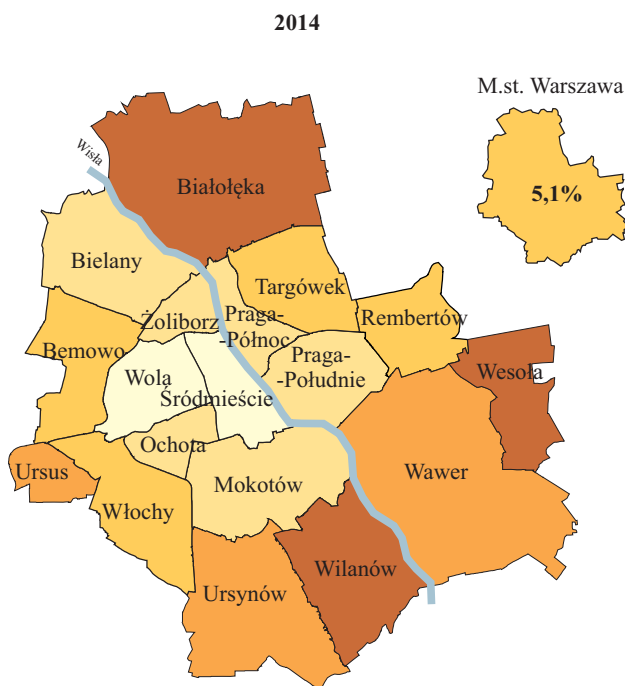 2014
M.st. Warszawa
5,1%
Wisła
Białołęka
Bielany
Targówek
Żoliborz
Praga-
-Północ
Rembertów
Bemowo
Praga-
-Południe
Wola
Śródmieście
Wesoła
Ochota
Ursus
Mokotów
Wawer
Włochy
Wilanów
Ursynów